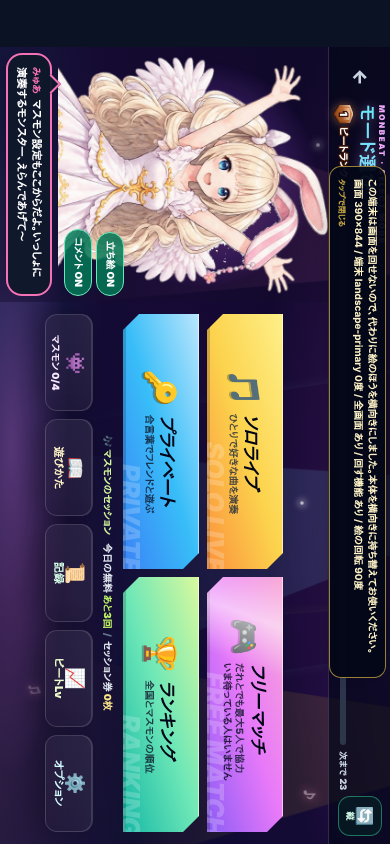 MONBEAT
モード選
1 ビートラン
この端末は画面を回せないので、代わりに絵のほうを横向きにしました。本体を横向きに持ち替えてお使いください。
画面 390×844 / 端末 landscape-primary 0度 / 全画面 あり / 回す機能 あり / 絵の回転 90度
タップで閉じる
次まで 23
縦
立ち絵 ON
コメント ON
みゅあ マスモン設定もここからだよ。いっしょに
演奏するモンスター、えらんであげて〜
ソロライブ
ひとりで好きな曲を演奏
SOLO LIVE
フリーマッチ
だれとでも最大5人で協力
いま待っている人はいません
FREE MATCH
プライベート
合言葉でフレンドと遊ぶ
PRIVATE
ランキング
全国とマスモンの順位
RANKING
マスモンのセッション 今日の無料 あと3回 / セッション券 0枚
マスモン 0/4
遊びかた
記録
ビートLv
オプション